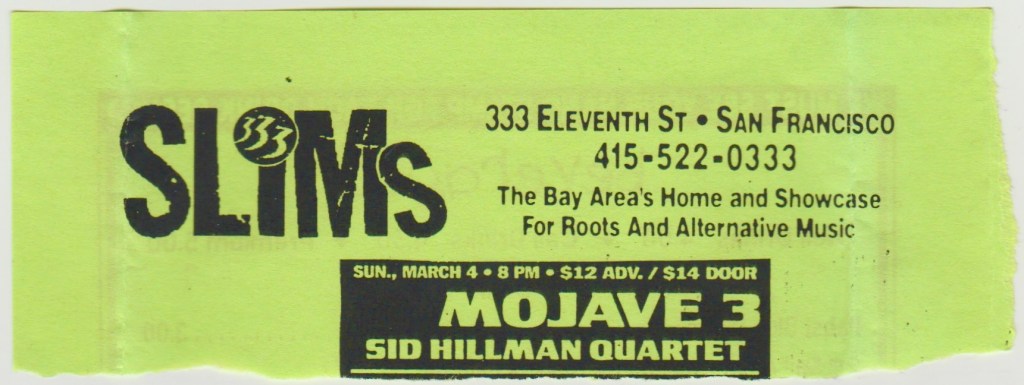 SLiMs
333
333 ELEVENTH ST • SAN FRANCISCO
415-522-0333
The Bay Area's Home and Showcase
For Roots And Alternative Music
SUN., MARCH 4 • 8 PM • $12 ADV. / $14 DOOR
MOJAVE 3
SID HILLMAN QUARTET